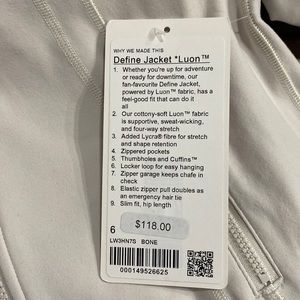 WHY WE MADE THIS
Define Jacket *Luon™
1. Whether you're up for adventure
or ready for downtime, our
fan-favourite Define Jacket,
powered by Luon™ fabric, has a
feel-good fit that can do it
all
2. Our cottony-soft Luon™ fabric
is supportive, sweat-wicking, and
four-way stretch
3. Added Lycra® fibre for stretch
and shape retention
4. Zippered pockets
5. Thumbholes and Cuffins™
6. Locker loop for easy hanging
7. Zipper garage keeps chafe in
check
8. Elastic zipper pull doubles as
an emergency hair tie
9. Slim fit, hip length
6
$118.00
LW3HN7S BONE
000149526625